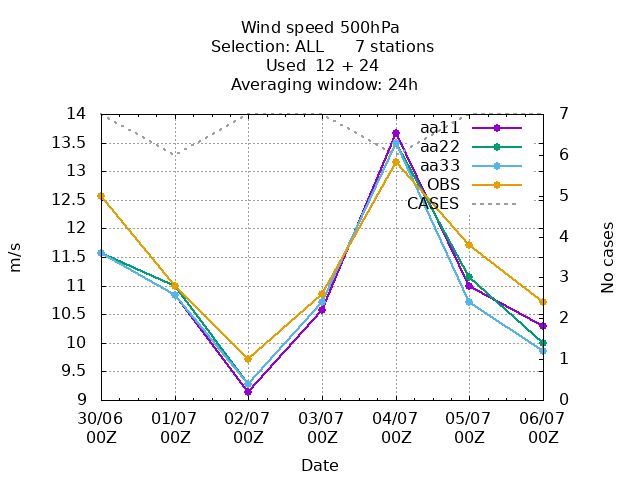 Wind speed 500hPa
Selection: ALL 7 stations
Used 12 + 24
Averaging window: 24h
14
13.5
13
12.5
12
11.5
11
10.5
10
9.5
9
m/s
7
6
5
4
3
2
1
0
No cases
aa11
aa22
aa33
OBS
CASES
30/06 01/07 02/07 03/07 04/07 05/07 06/07
00Z 00Z 00Z 00Z 00Z 00Z 00Z
Date